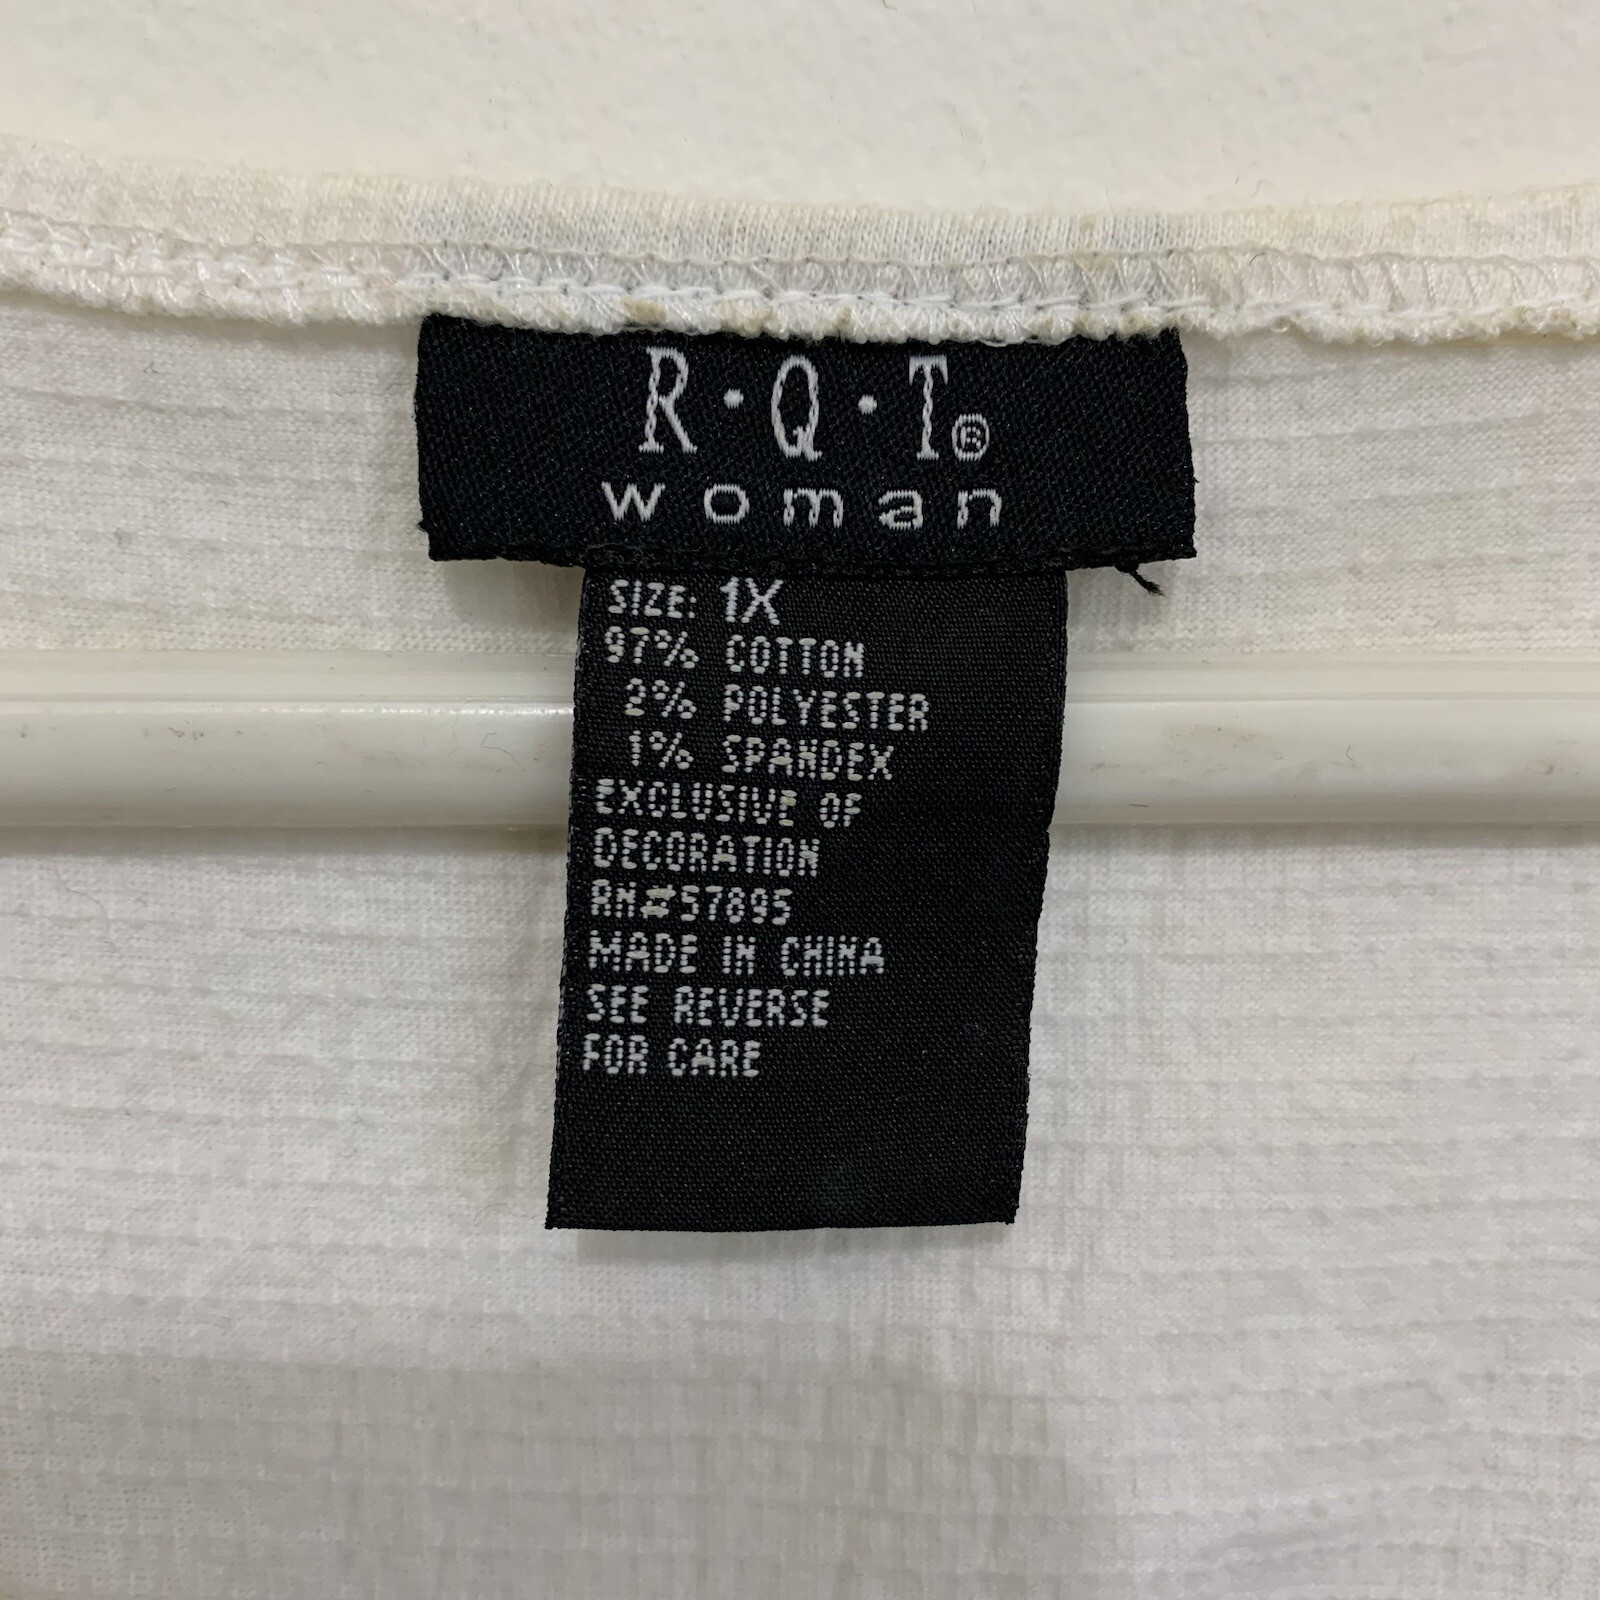 R·Q·T®
woman
SIZE: 1X
97% COTTON
2% POLYESTER
1% SPANDEX
EXCLUSIVE OF
DECORATION
RN#57895
MADE IN CHINA
SEE REVERSE
FOR CARE